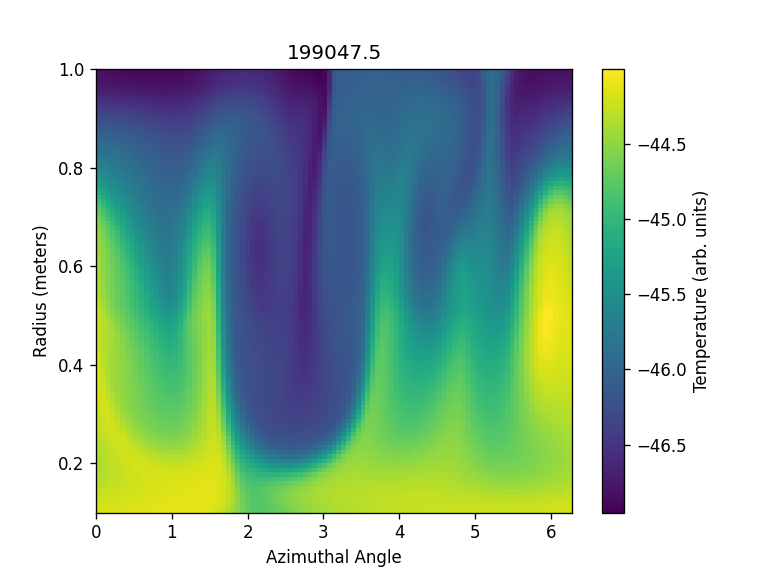 199047.5
1.0
0.8
0.6
0.4
0.2
Radius (meters)
0 1 2 3 4 5 6
Azimuthal Angle
−44.5
−45.0
−45.5
−46.0
−46.5
Temperature (arb. units)